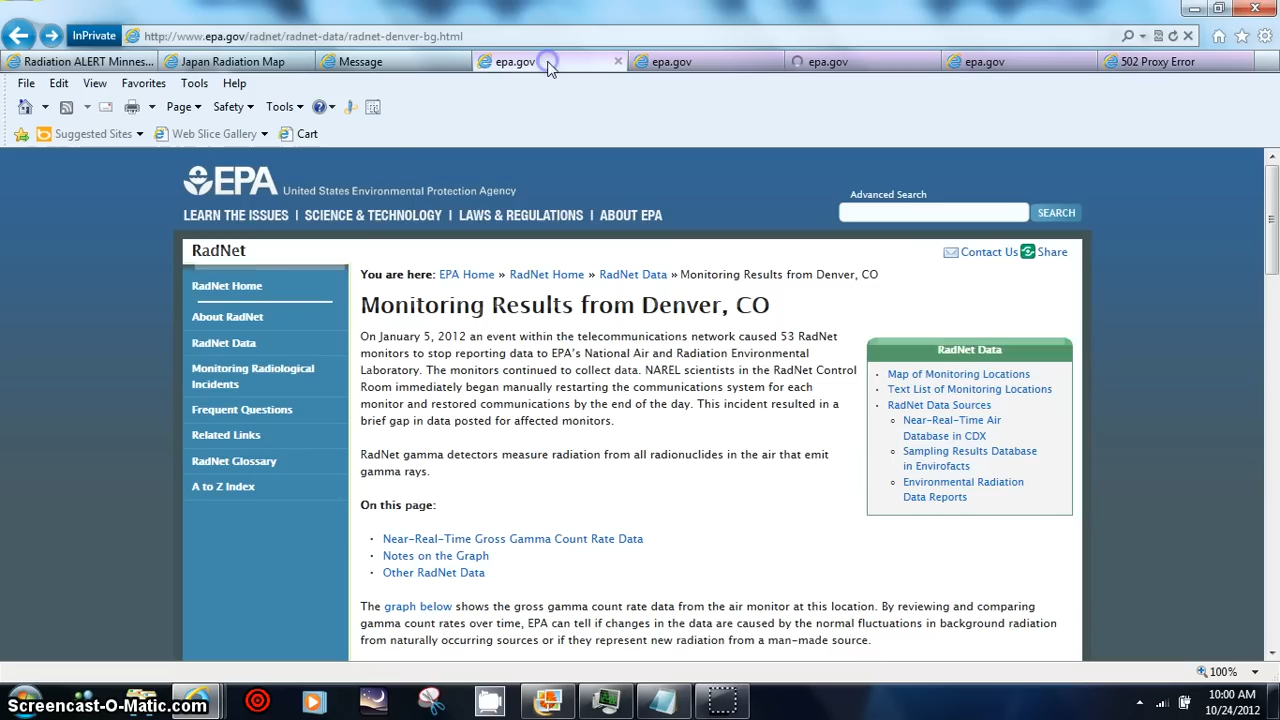 InPrivate
http://www.epa.gov/radnet/radnet-data/radnet-denver-bg.html
Radiation ALERT Minnes...
Japan Radiation Map
Message
epa.gov
epa.gov
epa.gov
epa.gov
502 Proxy Error
File Edit View Favorites Tools Help
Page Safety Tools
Suggested Sites Web Slice Gallery Cart
EPA United States Environmental Protection Agency
Advanced Search
SEARCH
LEARN THE ISSUES | SCIENCE & TECHNOLOGY | LAWS & REGULATIONS | ABOUT EPA
RadNet
Contact Us Share
RadNet Home
About RadNet
RadNet Data
Monitoring Radiological
Incidents
Frequent Questions
Related Links
RadNet Glossary
A to Z Index
You are here: EPA Home » RadNet Home » RadNet Data » Monitoring Results from Denver, CO
Monitoring Results from Denver, CO
On January 5, 2012 an event within the telecommunications network caused 53 RadNet
monitors to stop reporting data to EPA's National Air and Radiation Environmental
Laboratory. The monitors continued to collect data. NAREL scientists in the RadNet Control
Room immediately began manually restarting the communications system for each
monitor and restored communications by the end of the day. This incident resulted in a
brief gap in data posted for affected monitors.
RadNet gamma detectors measure radiation from all radionuclides in the air that emit
gamma rays.
On this page:
Near-Real-Time Gross Gamma Count Rate Data
Notes on the Graph
Other RadNet Data
The graph below shows the gross gamma count rate data from the air monitor at this location. By reviewing and comparing
gamma count rates over time, EPA can tell if changes in the data are caused by the normal fluctuations in background radiation
from naturally occurring sources or if they represent new radiation from a man-made source.
RadNet Data
Map of Monitoring Locations
Text List of Monitoring Locations
RadNet Data Sources
Near-Real-Time Air
Database in CDX
Sampling Results Database
in Envirofacts
Environmental Radiation
Data Reports
100%
Screencast-O-Matic.com
10:00 AM
10/24/2012